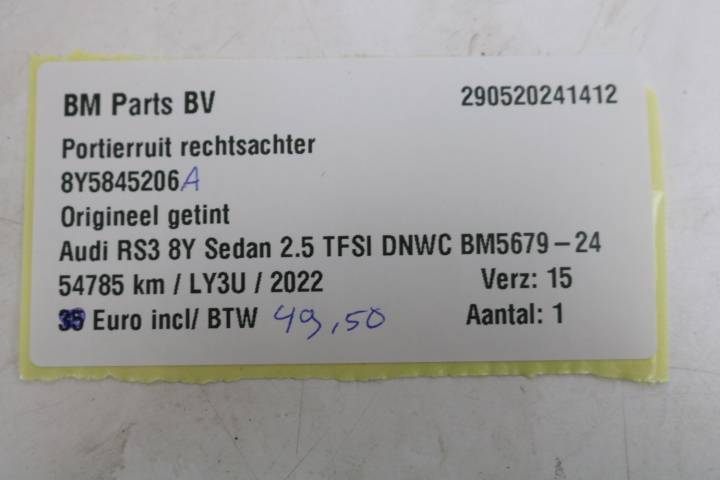 BM Parts BV 290520241412
Portierruit rechtsachter
8Y5845206A
Origineel getint
Audi RS3 8Y Sedan 2.5 TFSI DNWC BM5679-24
54785 km / LY3U / 2022 Verz: 15
Euro incl/ BTW 49,50 Aantal: 1